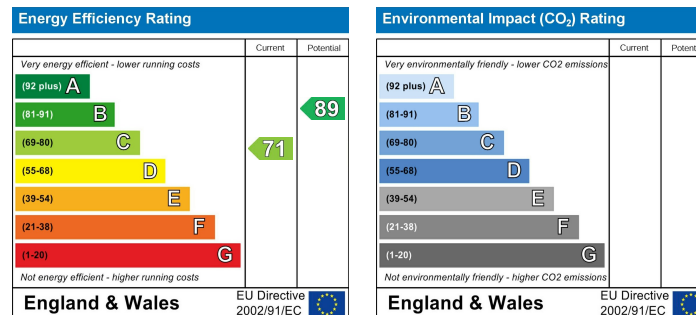 Energy Efficiency Rating
Current Potential
Very energy efficient - lower running costs
(92 plus) A
(81-91) B
(69-80) C
(55-68) D
(39-54) E
(21-38) F
(1-20) G
89
71
Not energy efficient - higher running costs
England & Wales
EU Directive
2002/91/EC
Environmental Impact (CO₂) Rating
Current Potent
Very environmentally friendly - lower CO2 emissions
(92 plus) A
(81-91) B
(69-80) C
(55-68) D
(39-54) E
(21-38) F
(1-20) G
Not environmentally friendly - higher CO2 emissions
England & Wales
EU Directive
2002/91/EC